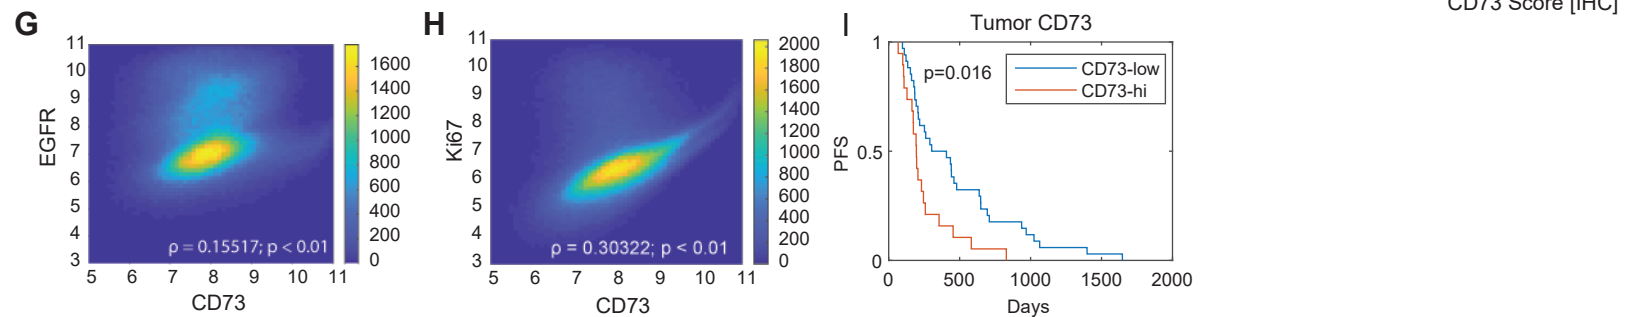 CD73 Score [IHC]
G
EGFR
11
10
9
8
7
6
5
4
3
ρ = 0.15517; p < 0.01
5 6 7 8 9 10 11
CD73
1600
1400
1200
1000
800
600
400
200
0
H
Ki67
11
10
9
8
7
6
5
4
3
ρ = 0.30322; p < 0.01
5 6 7 8 9 10 11
CD73
2000
1800
1600
1400
1200
1000
800
600
400
200
0
I
Tumor CD73
PFS
1
0.5
0
p=0.016
CD73-low
CD73-hi
0 500 1000 1500 2000
Days